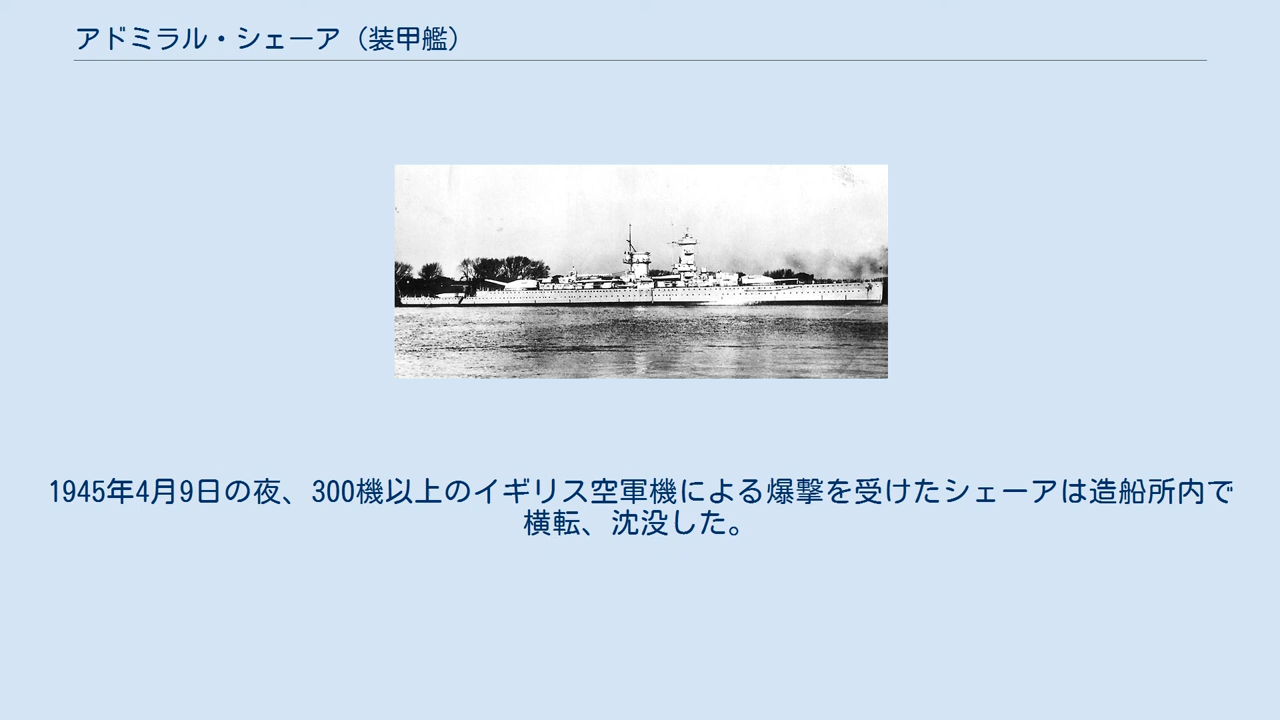 アドミラル・シェーア（装甲艦）
1945年4月9日の夜、300機以上のイギリス空軍機による爆撃を受けたシェーアは造船所内で
横転、沈没した。